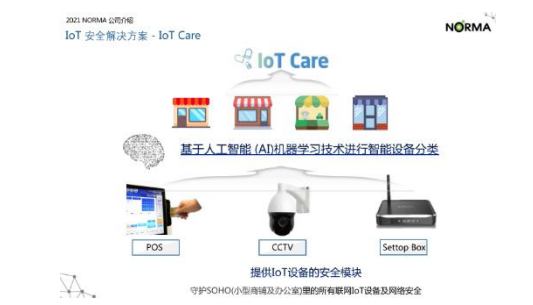 2021 NORMA 公司介绍
NORMA
IoT 安全解决方案 - IoT Care
IoT Care
基于人工智能 (AI)机器学习技术进行智能设备分类
POS
CCTV
Settop Box
提供IoT设备的安全模块
守护SOHO(小型商铺及办公室)里的所有联网IoT设备及网络安全